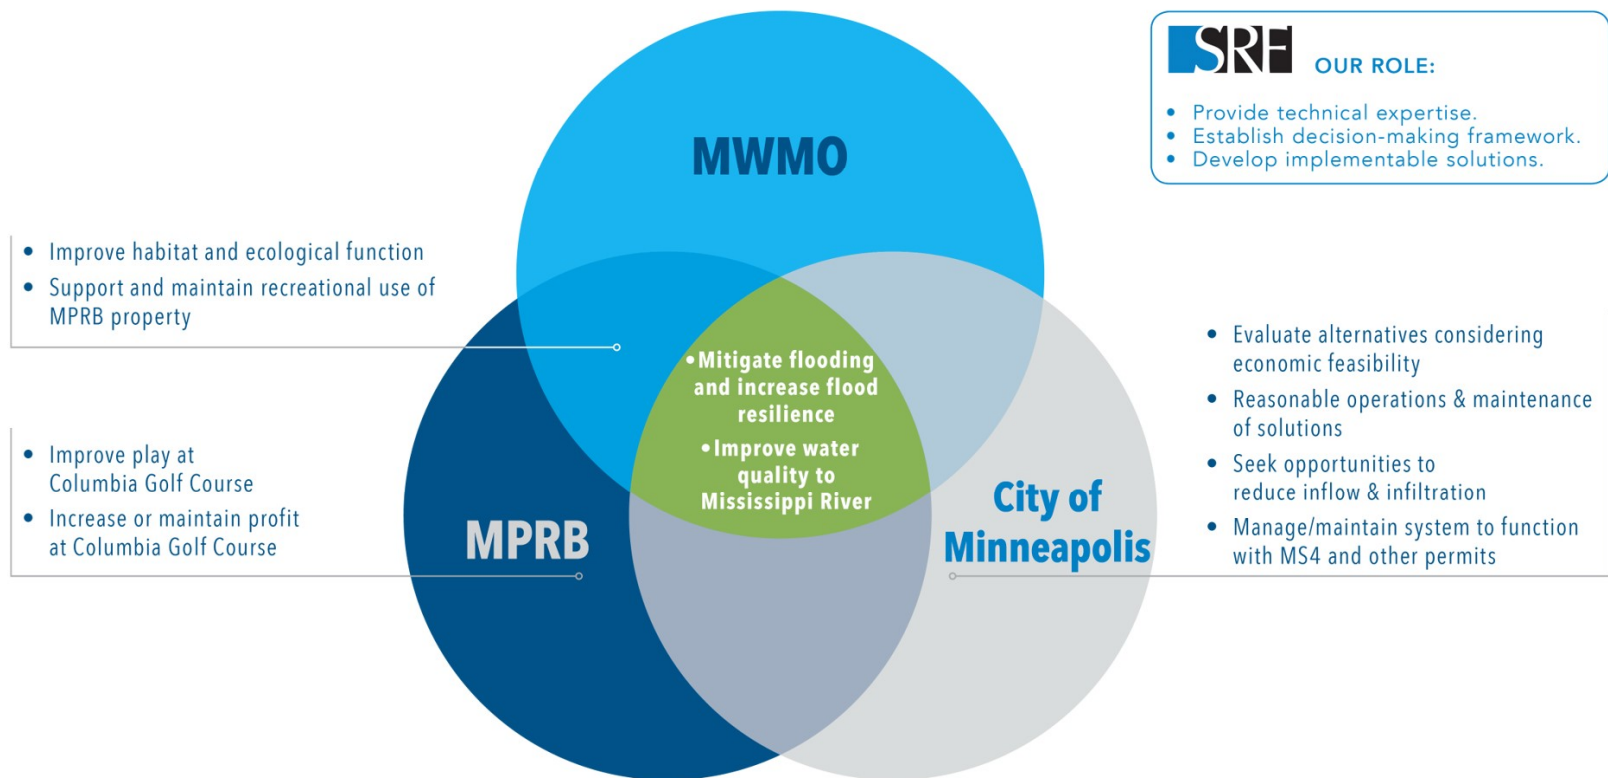 MWMO
SRF OUR ROLE:
• Provide technical expertise.
• Establish decision-making framework.
• Develop implementable solutions.
• Improve habitat and ecological function
• Support and maintain recreational use of
MPRB property
• Improve play at
Columbia Golf Course
• Increase or maintain profit
at Columbia Golf Course
MPRB
•Mitigate flooding
and increase flood
resilience
•Improve water
quality to
Mississippi River
City of
Minneapolis
• Evaluate alternatives considering
economic feasibility
• Reasonable operations & maintenance
of solutions
• Seek opportunities to
reduce inflow & infiltration
• Manage/maintain system to function
with MS4 and other permits